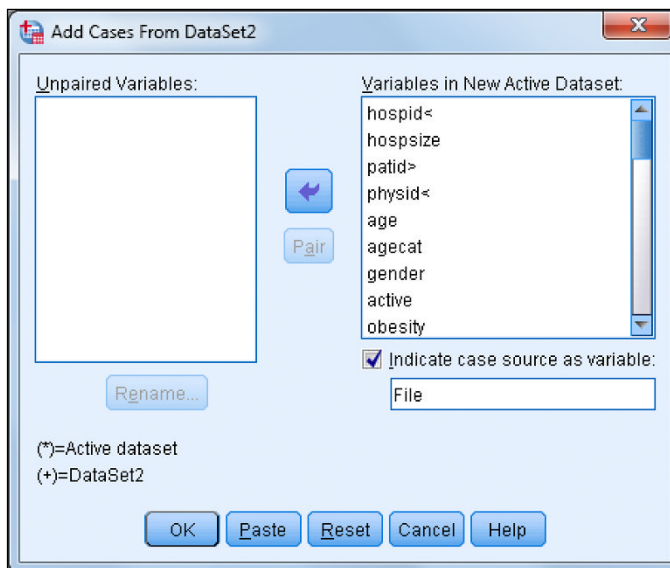 Add Cases From DataSet2
Unpaired Variables:
Variables in New Active Dataset:
hospid<
hospsize
patid>
physid<
age
agecat
gender
active
obesity
Pair
Indicate case source as variable:
Rename...
File
(*)=Active dataset
(+)=DataSet2
OK
Paste
Reset
Cancel
Help